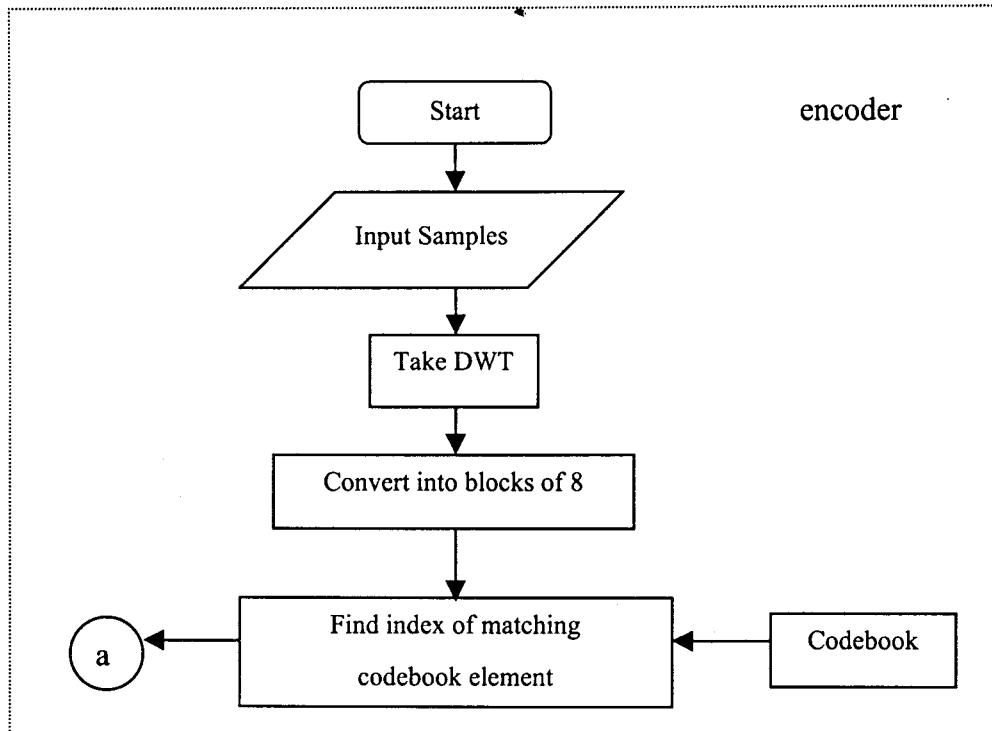 Start
encoder
Input Samples
Take DWT
Convert into blocks of 8
Find index of matching
codebook element
Codebook
a